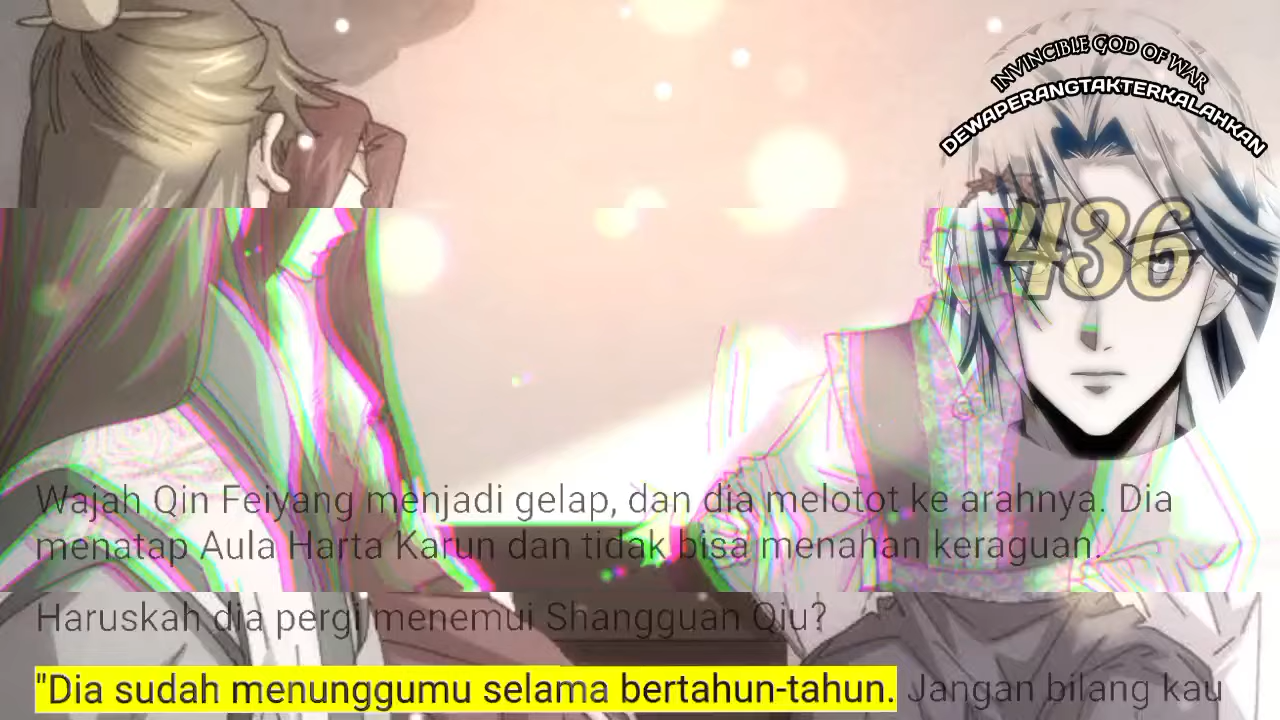 INVINCIBLE GOD OF WAR
DEWAPERANGTAKTERKALAHKAN
436
Wajah Qin Feiyang menjadi gelap, dan dia melotot ke arahnya. Dia
menatap Aula Harta Karun dan tidak bisa menahan keraguan.
Haruskah dia pergi menemui Shangguan Qiu?
"Dia sudah menunggumu selama bertahun-tahun. Jangan bilang kau